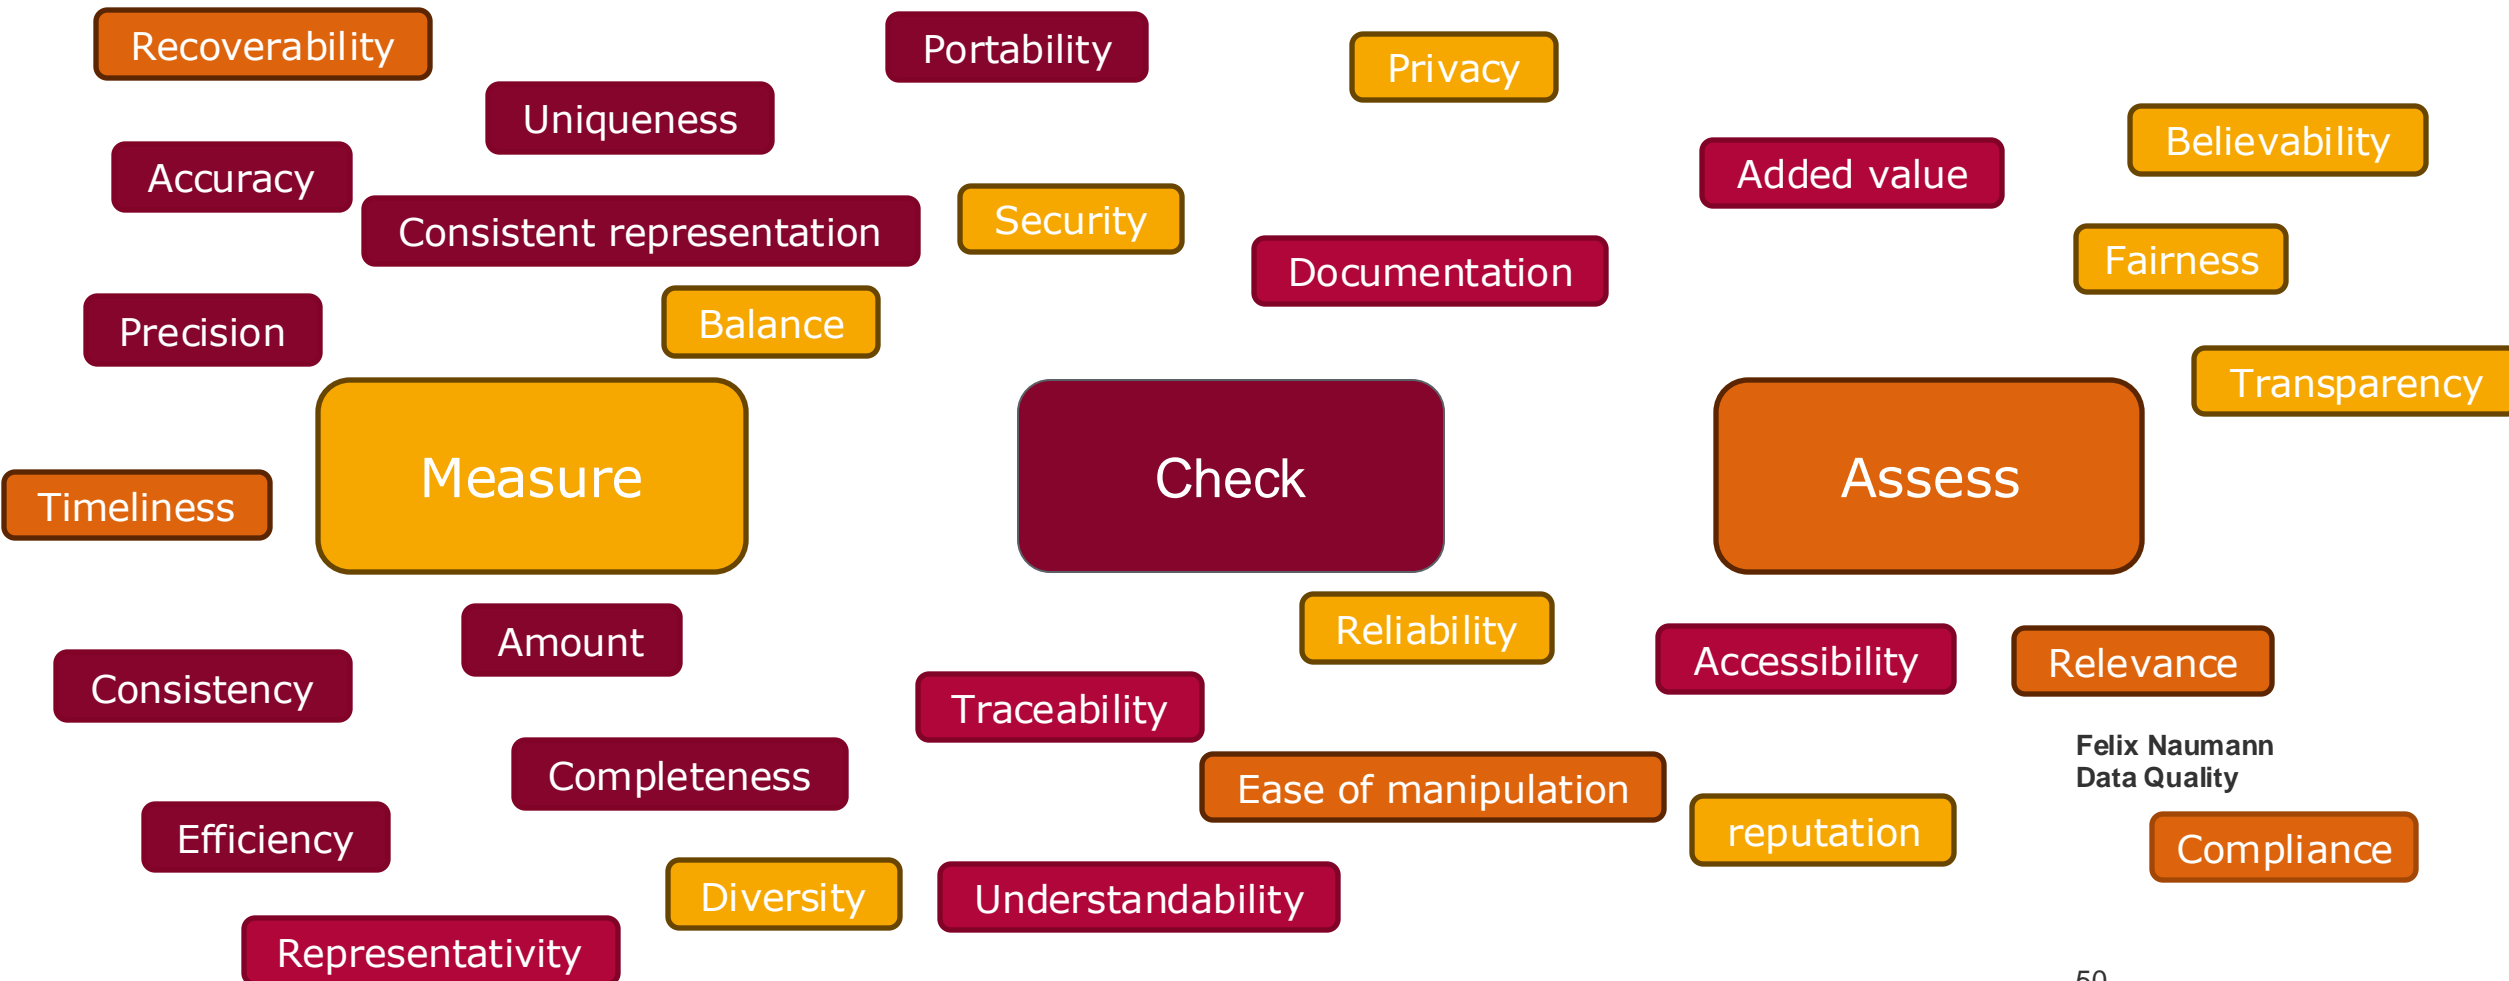 Recoverability
Portability
Privacy
Uniqueness
Believability
Accuracy
Added value
Consistent representation
Security
Fairness
Documentation
Precision
Balance
Transparency
Measure
Check
Assess
Timeliness
Amount
Reliability
Accessibility
Relevance
Consistency
Traceability
Felix Naumann
Data Quality
Completeness
Ease of manipulation
reputation
Efficiency
Compliance
Diversity
Understandability
Representativity
50